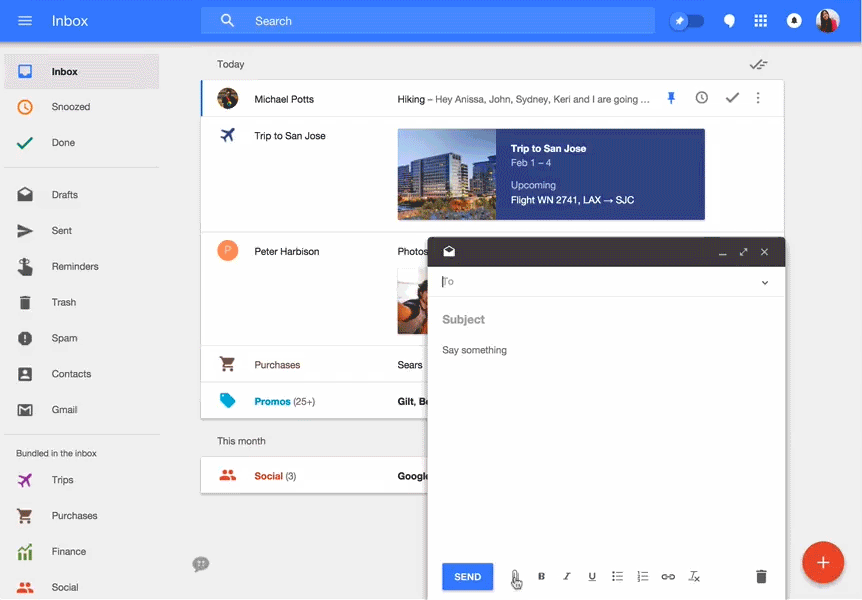 Inbox
Search
Inbox
Snoozed
Done
Drafts
Sent
Reminders
Trash
Spam
Contacts
Gmail
Bundled in the inbox
Trips
Purchases
Finance
Social
Today
Michael Potts Hiking – Hey Anissa, John, Sydney, Keri and I are going ...
Trip to San Jose
Trip to San Jose
Feb 1 – 4
Upcoming
Flight WN 2741, LAX → SJC
P Peter Harbison Photos
Purchases Sears
Promos (25+) Gilt,
This month
Social (3) Google
To
Subject
Say something
SEND B I U